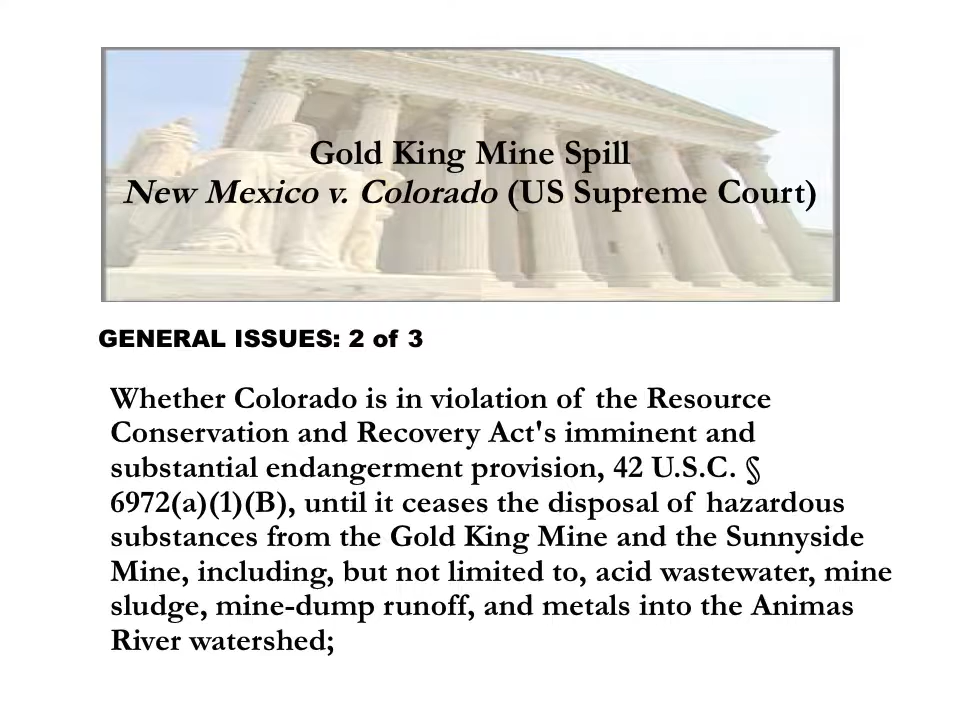 Gold King Mine Spill
New Mexico v. Colorado (US Supreme Court)
GENERAL ISSUES: 2 of 3
Whether Colorado is in violation of the Resource
Conservation and Recovery Act's imminent and
substantial endangerment provision, 42 U.S.C. §
6972(a)(1)(B), until it ceases the disposal of hazardous
substances from the Gold King Mine and the Sunnyside
Mine, including, but not limited to, acid wastewater, mine
sludge, mine-dump runoff, and metals into the Animas
River watershed;